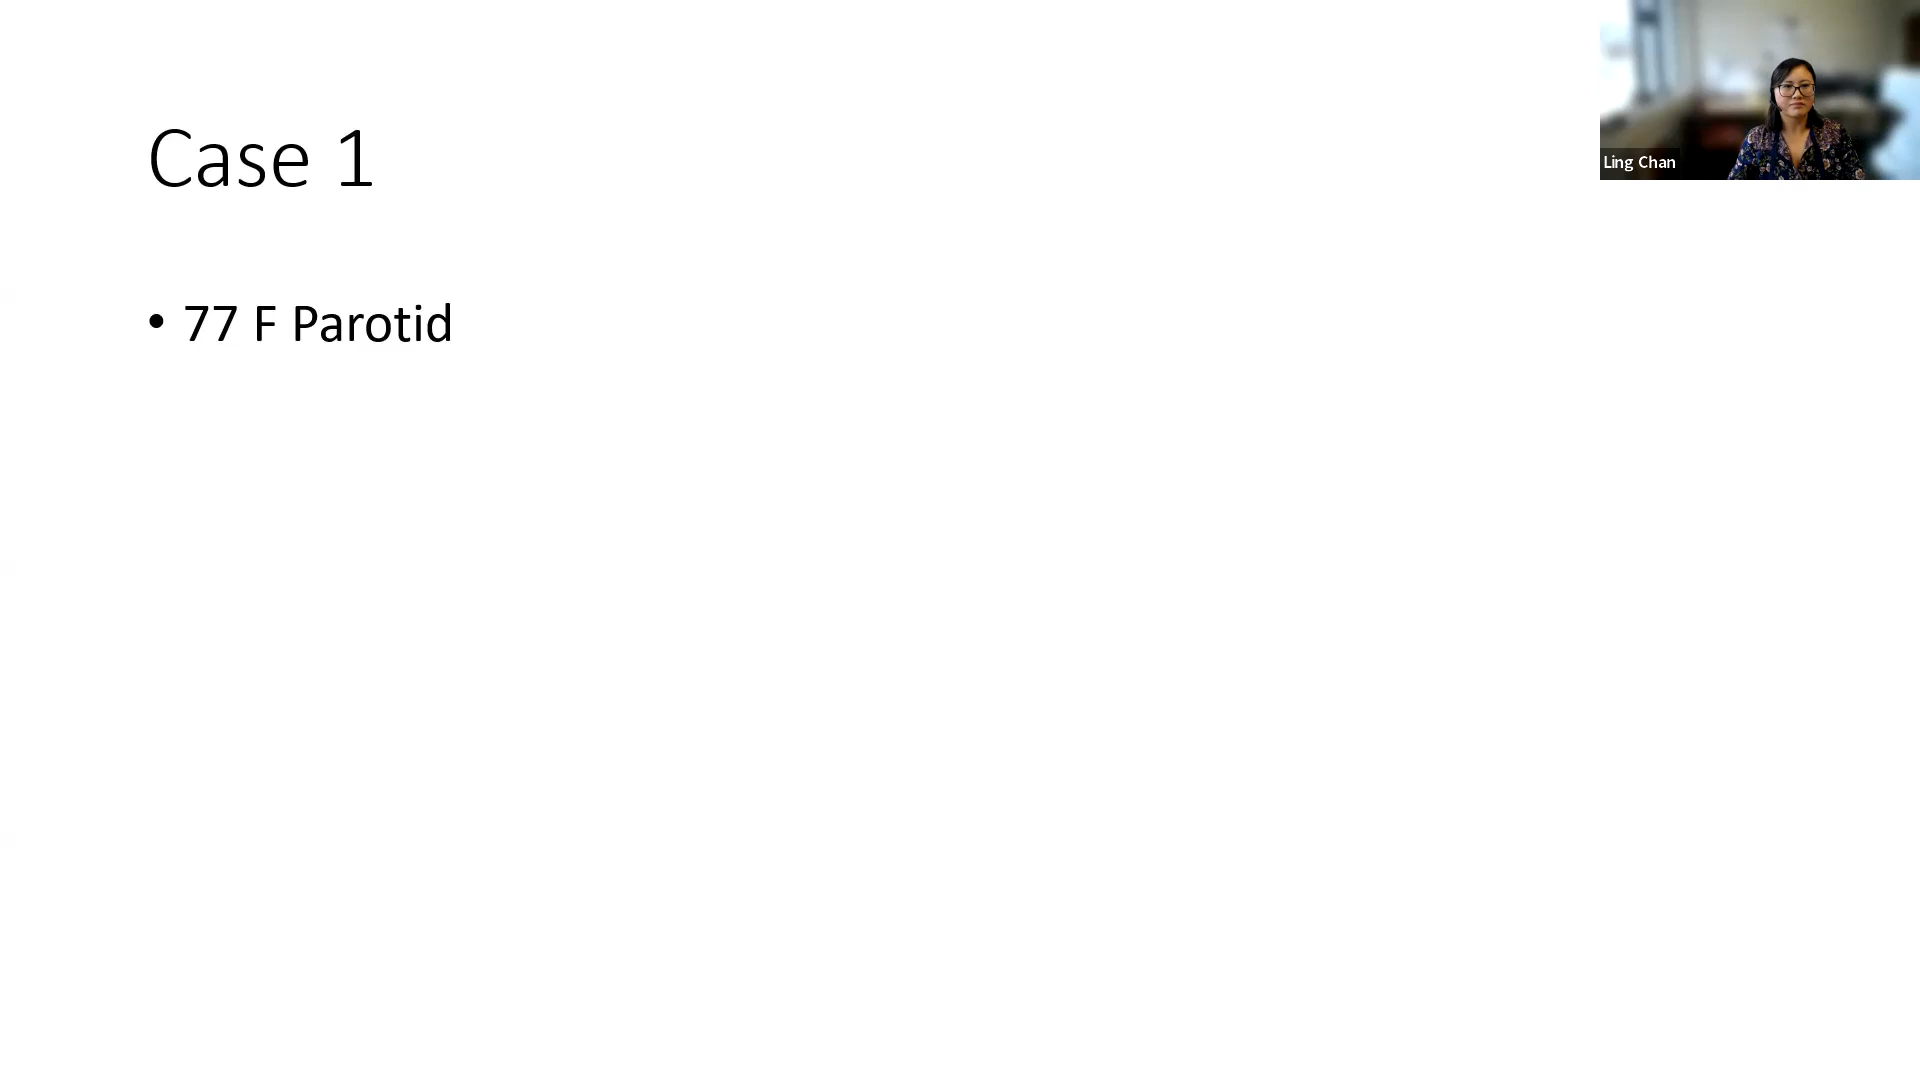 Case 1
• 77 F Parotid
Ling Chan